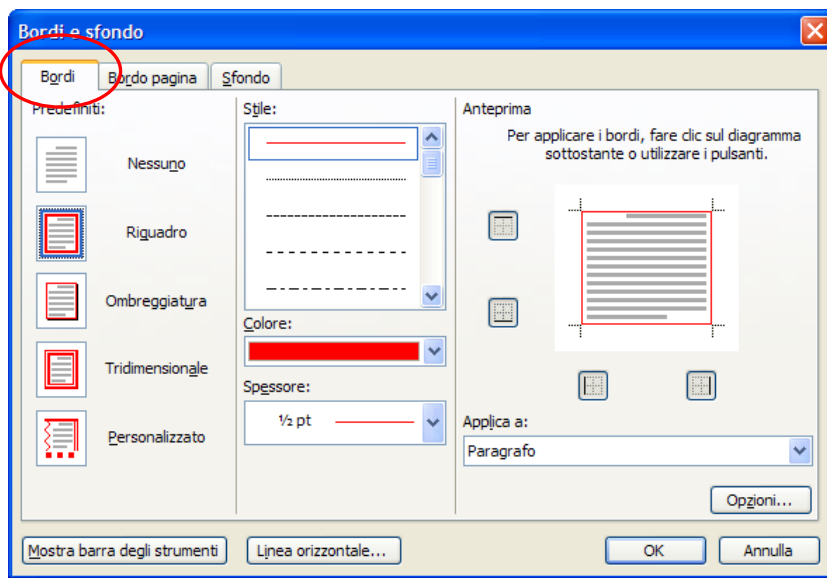 Bordi e sfondo
Bordi
Bordo pagina
Sfondo
Predefiniti:
Nessuno
Riquadro
Ombreggiatura
Tridimensionale
Personalizzato
Stile:
Colore:
Spessore:
½ pt
Anteprima
Per applicare i bordi, fare clic sul diagramma
sottostante o utilizzare i pulsanti.
Applica a:
Paragrafo
Opzioni...
Mostra barra degli strumenti
Linea orizzontale...
OK
Annulla